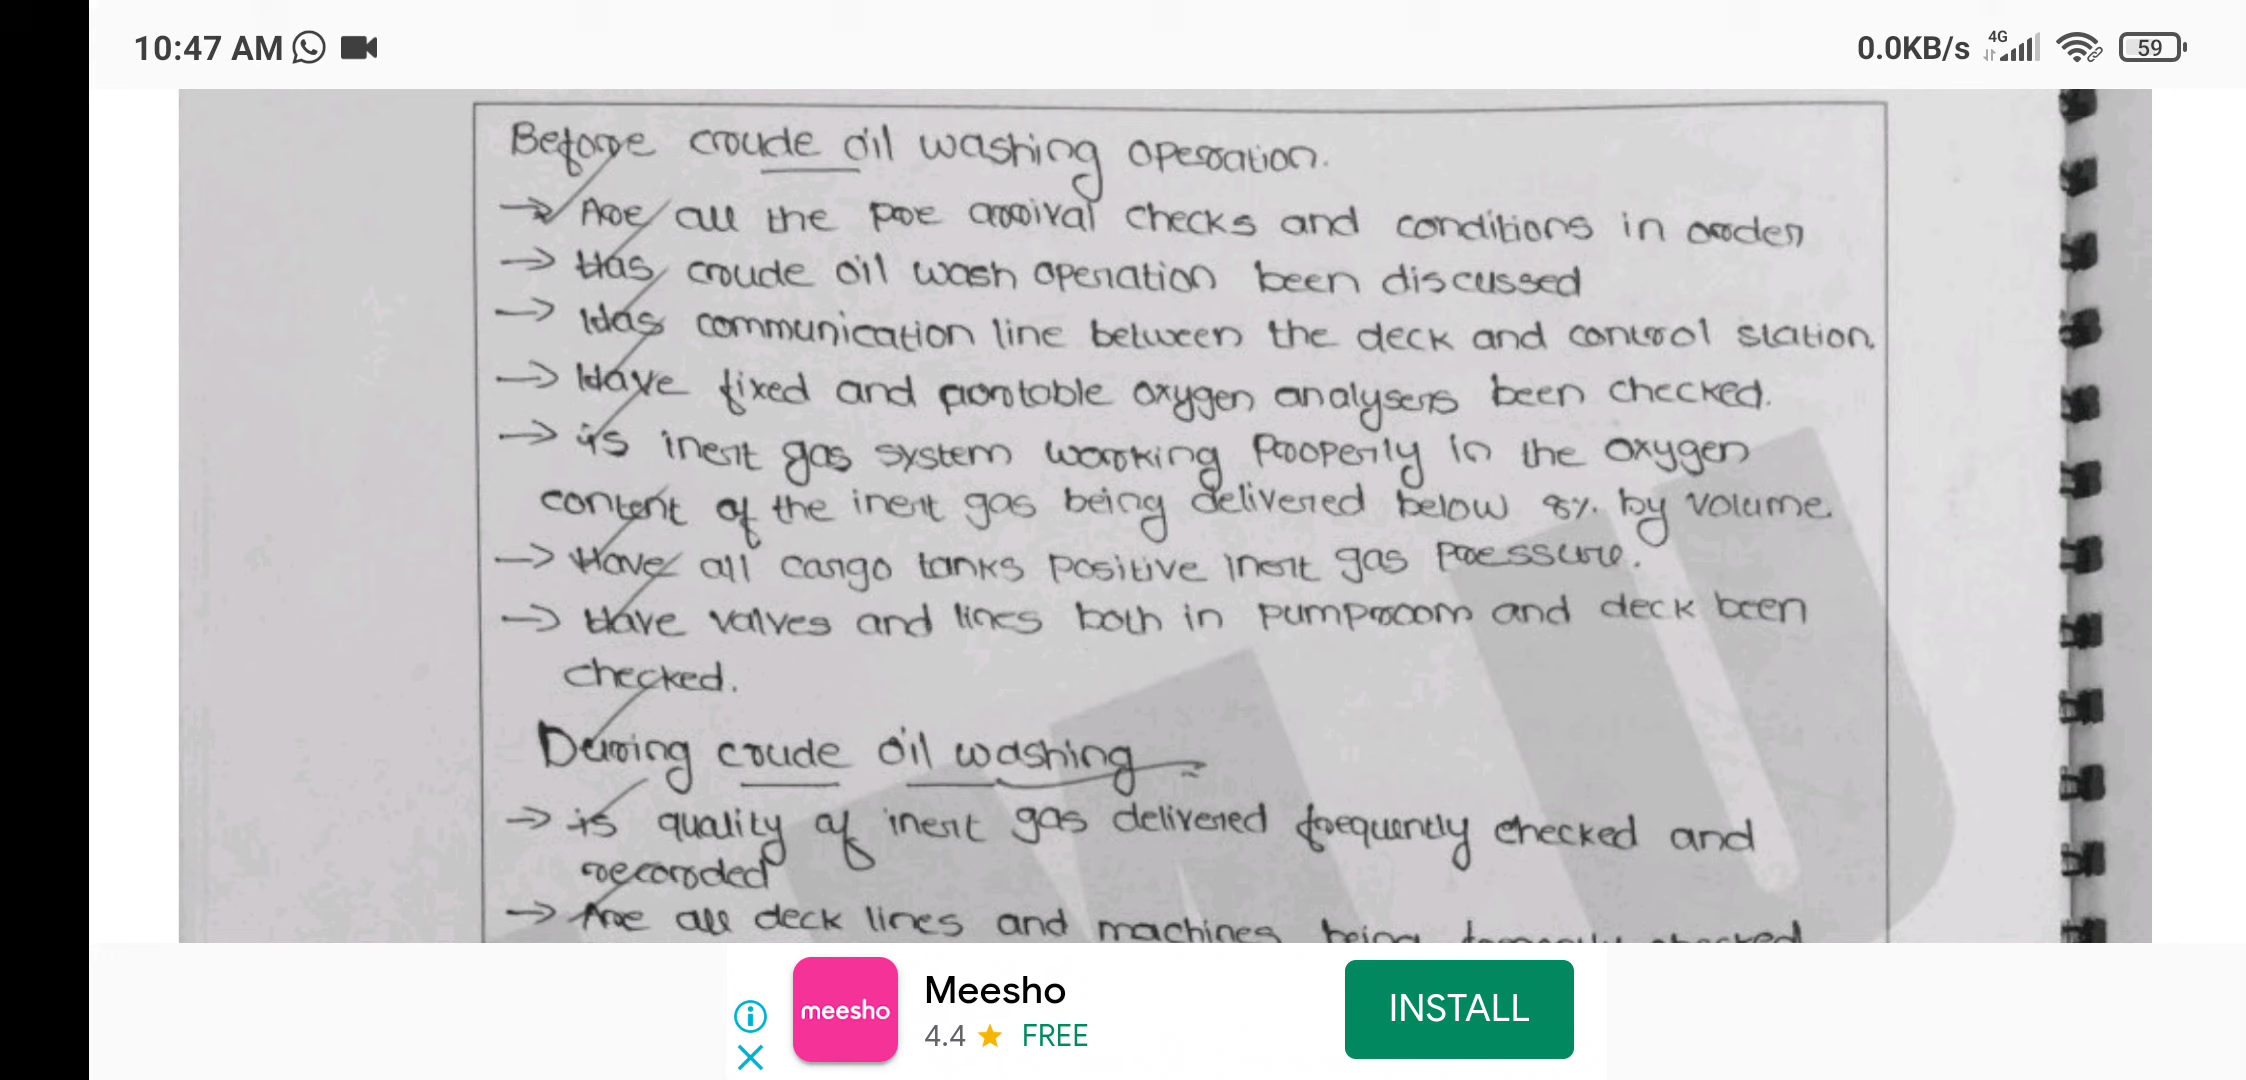 10:47 AM
0.0KB/s 4G 59
Before crude oil washing operation.
→ Are all the pre arrival checks and conditions in order
→ Has crude oil wash operation been discussed
→ Has communication line between the deck and control station.
→ Have fixed and portable oxygen analysers been checked.
→ is inert gas system working Properly in the oxygen
content of the inert gas being delivered below 8% by volume.
→ Have all cargo tanks positive inert gas Pressure.
→ Have valves and lines both in pumproom and deck been
checked.
During crude oil washing
→ is quality of inert gas delivered frequently checked and
recorded
→ Are all deck lines and machines being checked
meesho
Meesho
4.4 ★ FREE
INSTALL